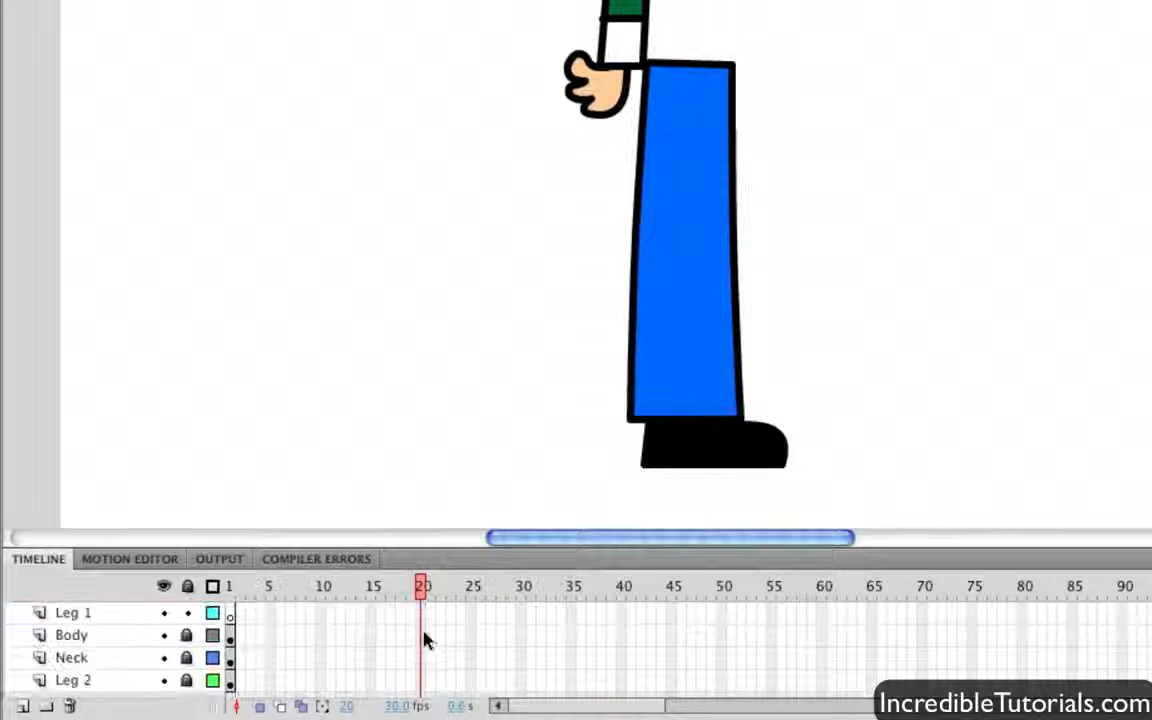 TIMELINE MOTION EDITOR OUTPUT COMPILER ERRORS
1 5 10 15 20 25 30 35 40 45 50 55 60 65 70 75 80 85 90
Leg 1
Body
Neck
Leg 2
20 30.0 fps 0.6 s
IncredibleTutorials.com